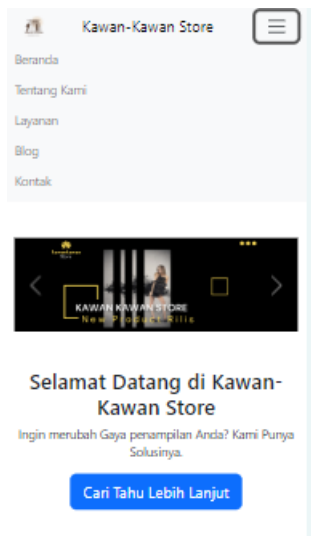 Kawan-Kawan Store
Beranda
Tentang Kami
Layanan
Blog
Kontak
KAWAN KAWAN STORE
New Product Rilis
Selamat Datang di Kawan-
Kawan Store
Ingin merubah Gaya penampilan Anda? Kami Punya
Solusinya.
Cari Tahu Lebih Lanjut